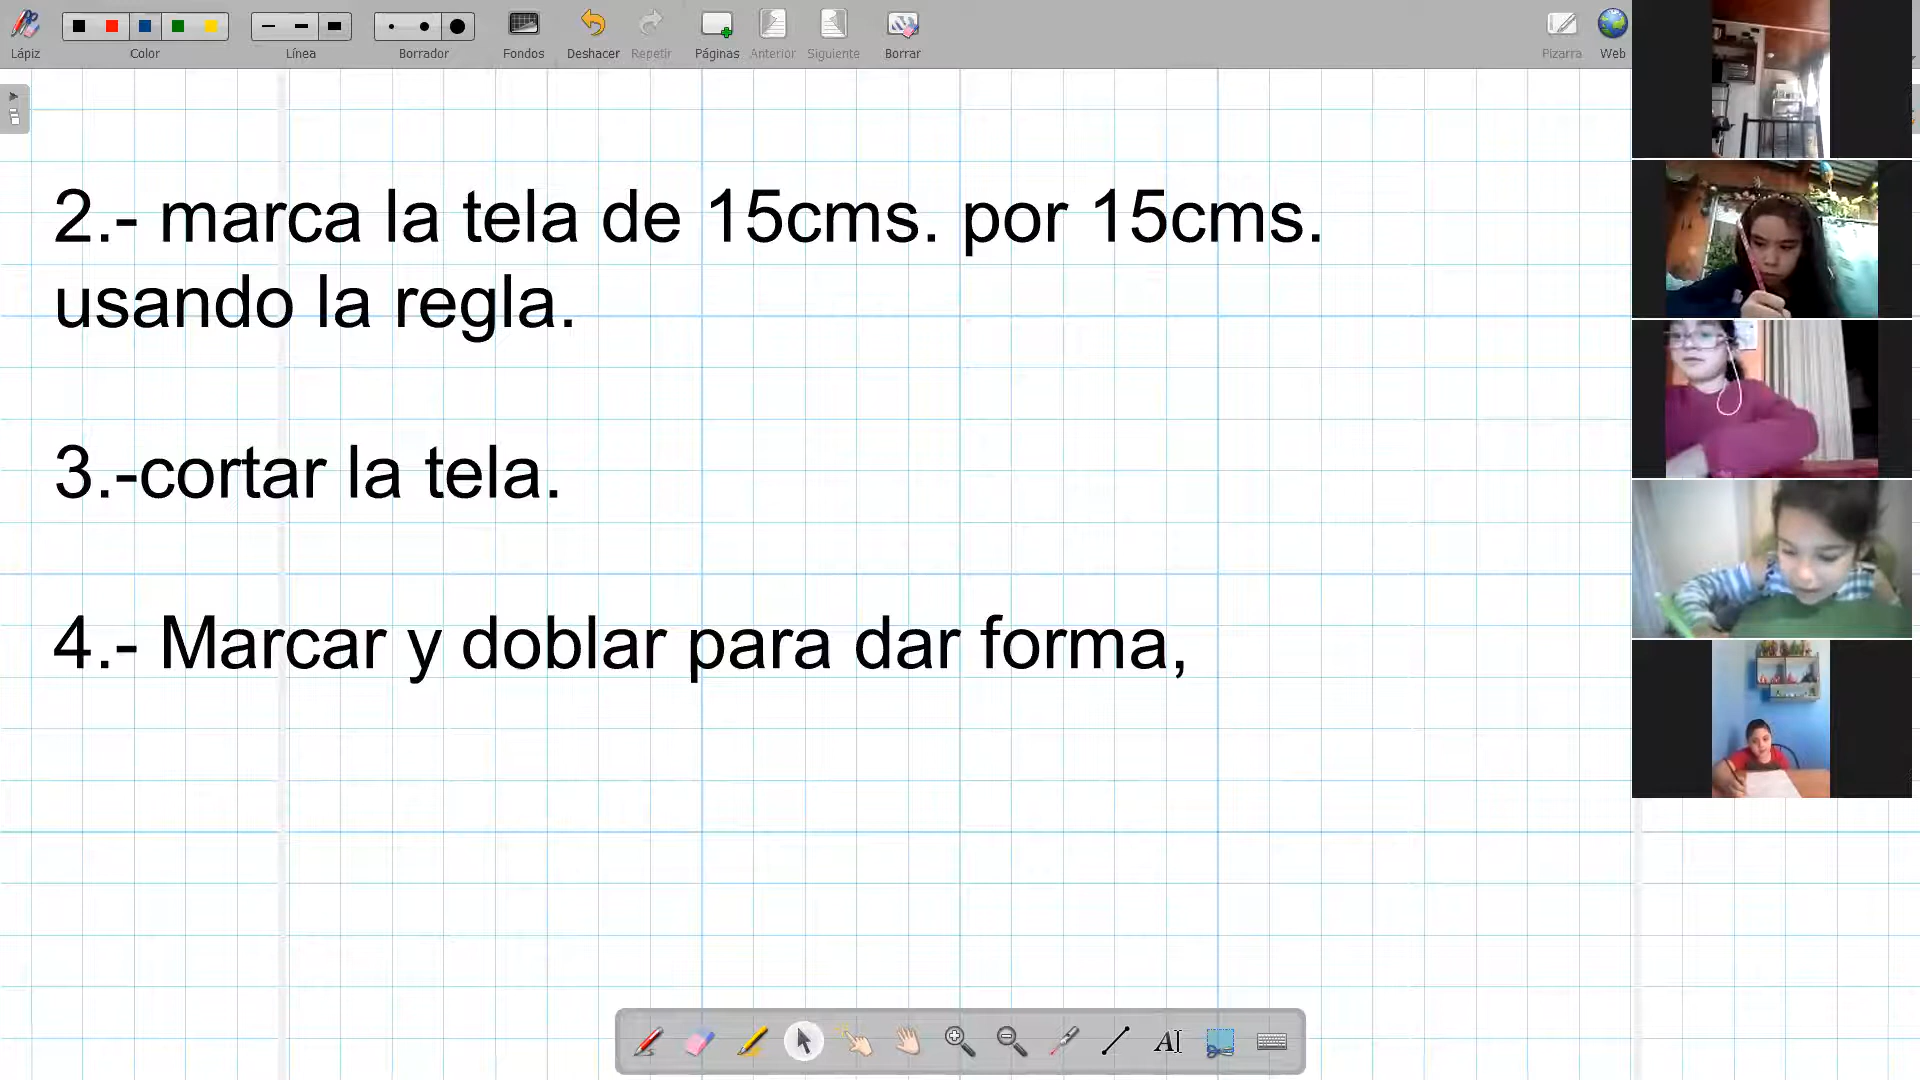 Lápiz Color Línea Borrador Fondos Deshacer Repetir Páginas Anterior Siguiente Borrar Pizarra Web
2.- marca la tela de 15cms. por 15cms.
usando la regla.
3.-cortar la tela.
4.- Marcar y doblar para dar forma,